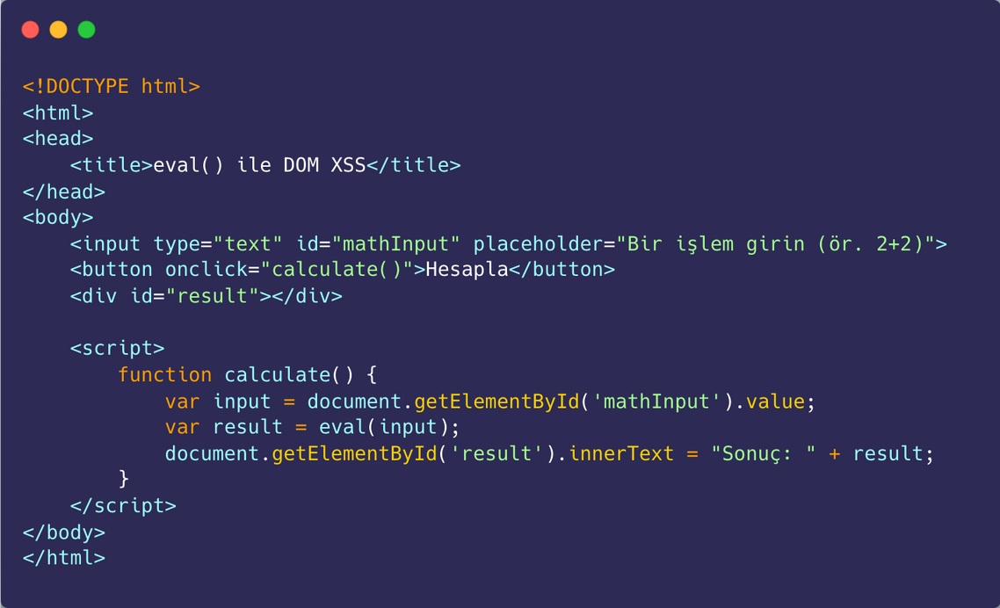 <!DOCTYPE html>
<html>
<head>
    <title>eval() ile DOM XSS</title>
</head>
<body>
    <input type="text" id="mathInput" placeholder="Bir işlem girin (ör. 2+2)">
    <button onclick="calculate()">Hesapla</button>
    <div id="result"></div>

    <script>
        function calculate() {
            var input = document.getElementById('mathInput').value;
            var result = eval(input);
            document.getElementById('result').innerText = "Sonuç: " + result;
        }
    </script>
</body>
</html>